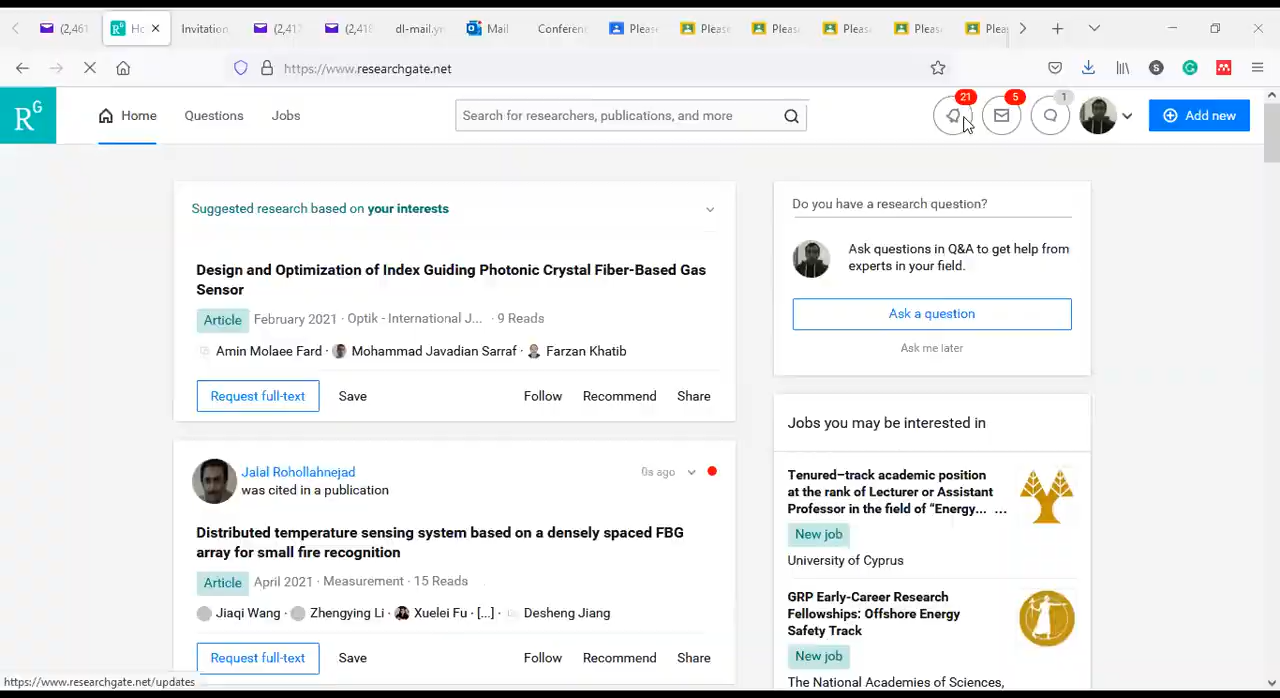 (2,461
Hc
Invitation
(2,417
(2,418
dl-mail.ym
Mail
Conferen
Please
Please
Please
Please
Please
Pleas
https://www.researchgate.net
RG
Home
Questions
Jobs
Search for researchers, publications, and more
21
5
1
Add new
Suggested research based on your interests
Design and Optimization of Index Guiding Photonic Crystal Fiber-Based Gas
Sensor
Article February 2021 · Optik - International J... · 9 Reads
Amin Molaee Fard · Mohammad Javadian Sarraf · Farzan Khatib
Request full-text Save Follow Recommend Share
Jalal Rohollahnejad 0s ago
was cited in a publication
Distributed temperature sensing system based on a densely spaced FBG
array for small fire recognition
Article April 2021 · Measurement · 15 Reads
Jiaqi Wang · Zhengying Li · Xuelei Fu · [...] · Desheng Jiang
Request full-text Save Follow Recommend Share
Do you have a research question?
Ask questions in Q&A to get help from
experts in your field.
Ask a question
Ask me later
Jobs you may be interested in
Tenured–track academic position
at the rank of Lecturer or Assistant
Professor in the field of “Energy... ...
New job
University of Cyprus
GRP Early-Career Research
Fellowships: Offshore Energy
Safety Track
New job
The National Academies of Sciences,
https://www.researchgate.net/updates